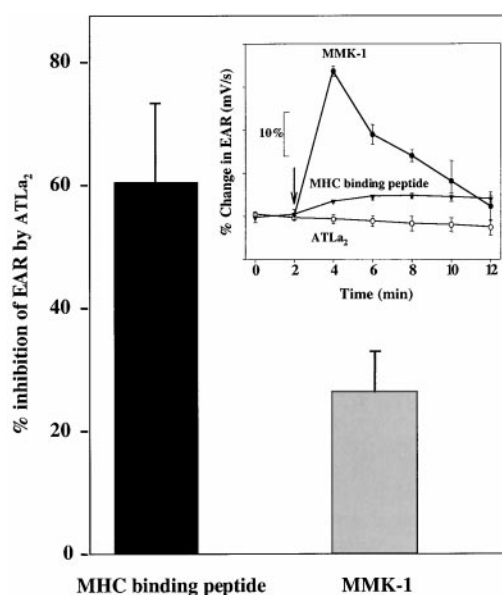 % inhibition of EAR by ATLa₂
80
60
40
20
0
MHC binding peptide
MMK-1
% Change in EAR (mV/s)
10%
MMK-1
MHC binding peptide
ATLa₂
0 2 4 6 8 10 12
Time (min)